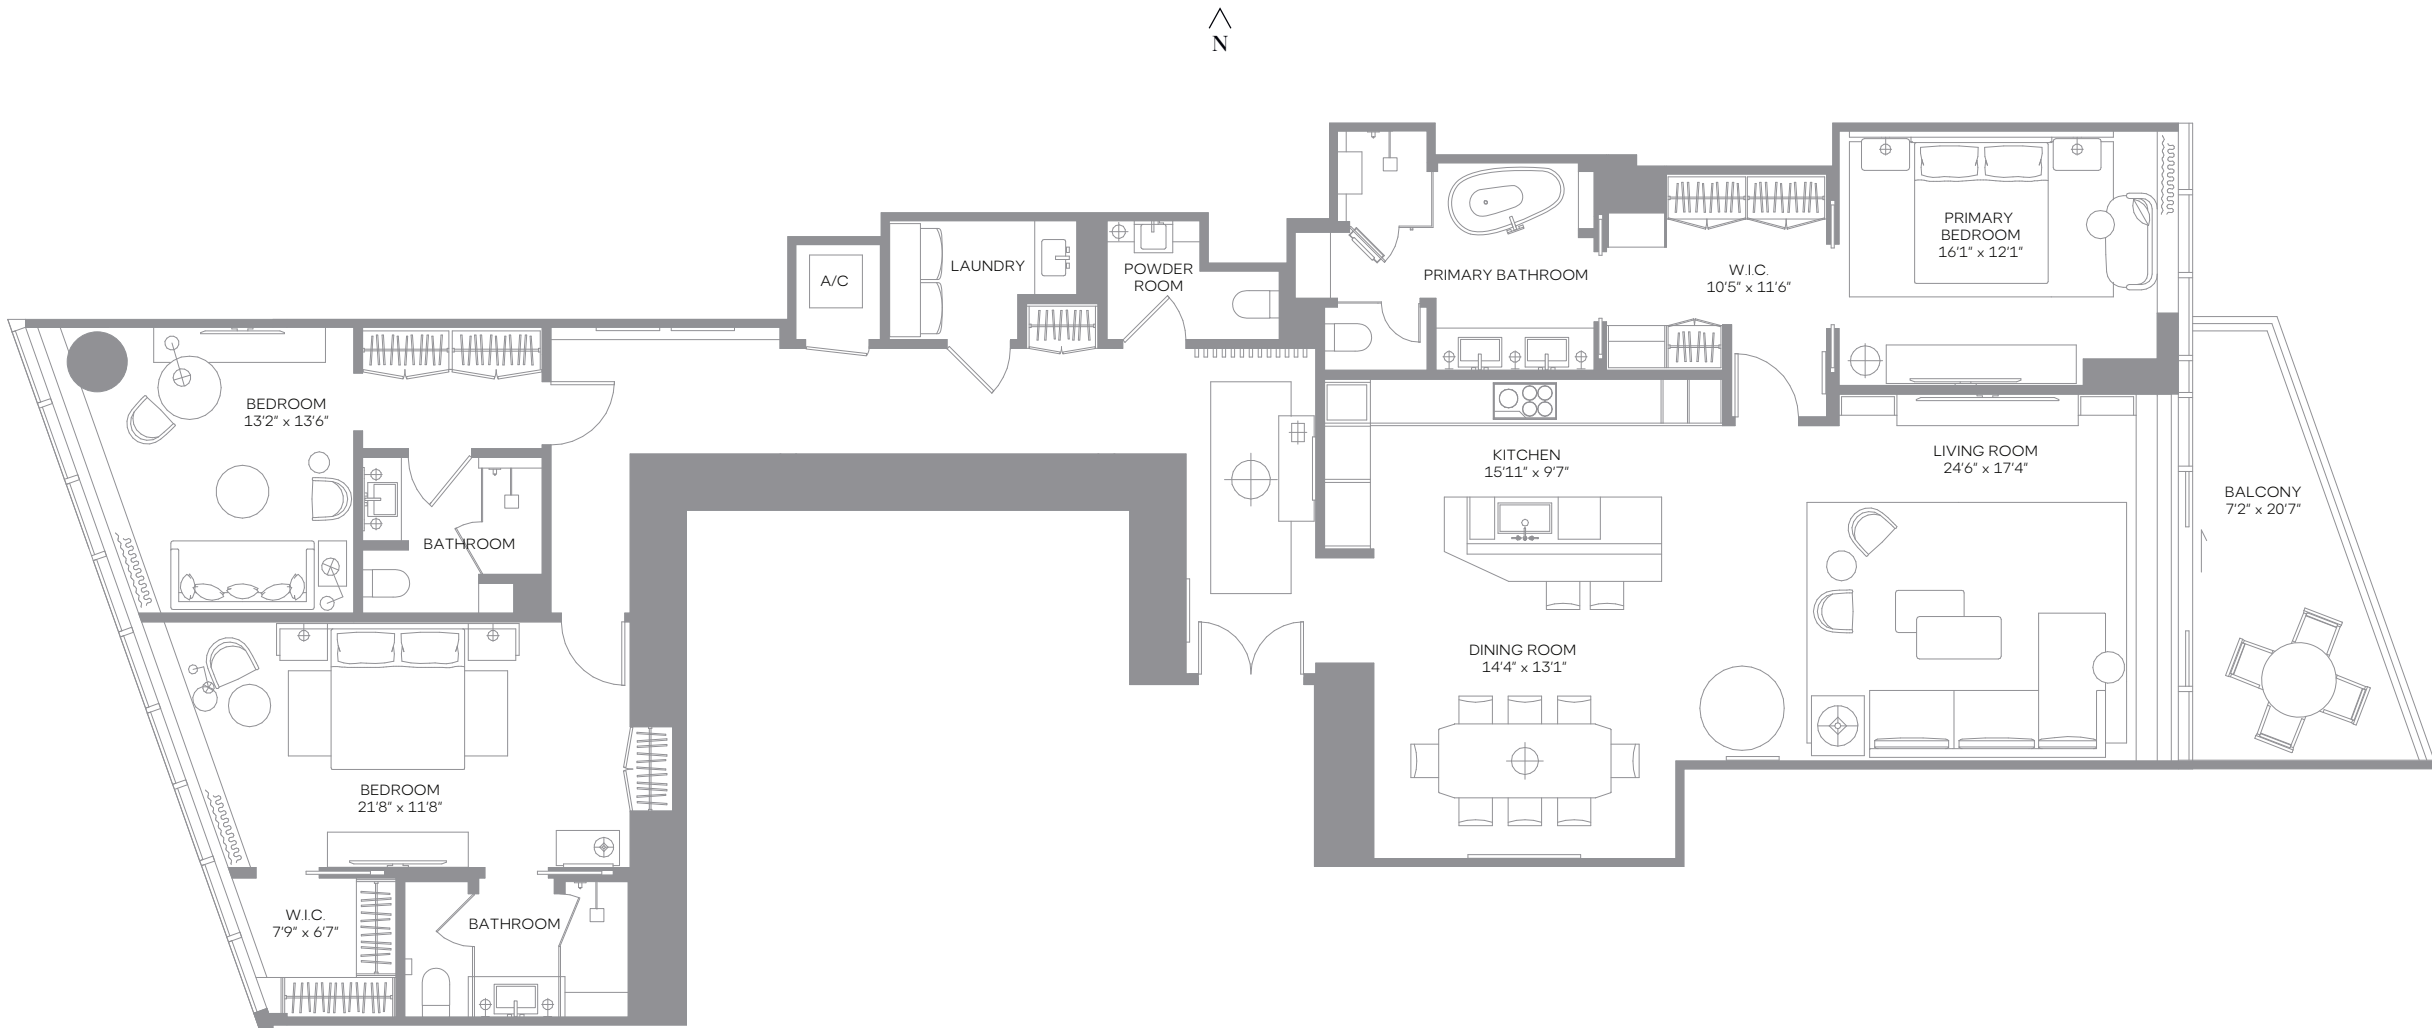 N
PRIMARY
BEDROOM
16'1" x 12'1"
LAUNDRY
POWDER
ROOM
A/C
PRIMARY BATHROOM
W.I.C.
10'5" x 11'6"
BEDROOM
13'2" x 13'6"
KITCHEN
15'11" x 9'7"
LIVING ROOM
24'6" x 17'4"
BALCONY
7'2" x 20'7"
BATHROOM
DINING ROOM
14'4" x 13'1"
BEDROOM
21'8" x 11'8"
W.I.C.
7'9" x 6'7"
BATHROOM